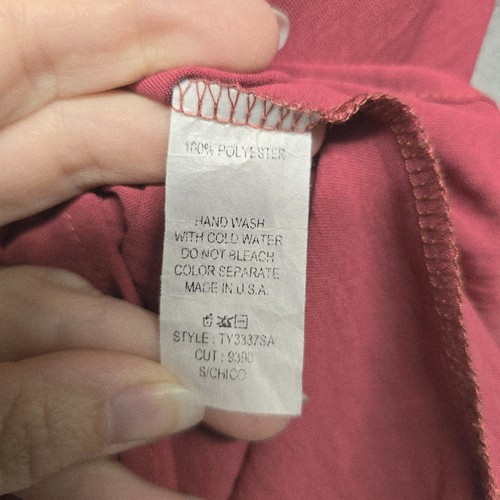 100% POLYESTER
HAND WASH
WITH COLD WATER
DO NOT BLEACH
COLOR SEPARATE
MADE IN U.S.A.
STYLE : TY3337SA
CUT : 9390
S/CHICO